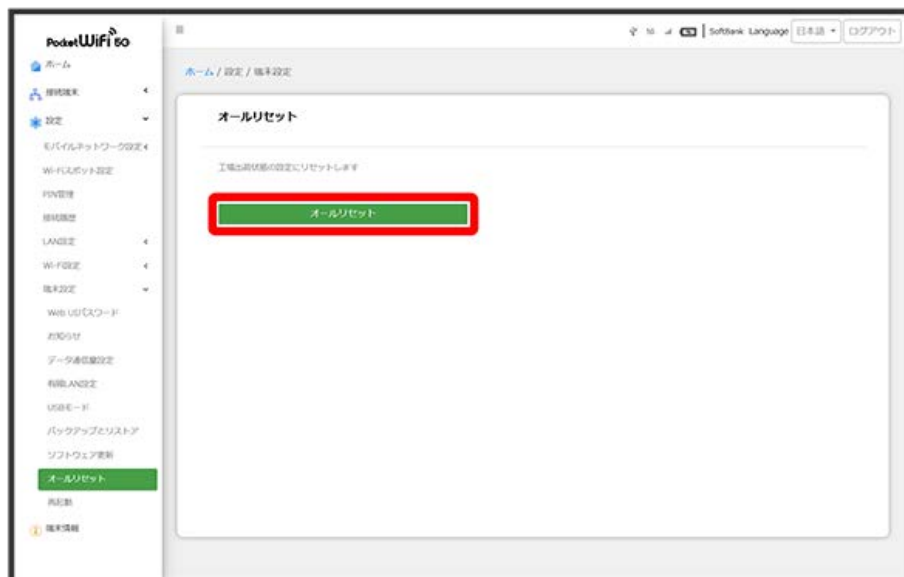 PocketWiFi 5G
SoftBank Language 日本語 ログアウト
ホーム
接続端末
設定
モバイルネットワーク設定
Wi-Fiスポット設定
PIN管理
接続履歴
LAN設定
Wi-Fi設定
端末設定
Web UIパスワード
お知らせ
データ通信量設定
有線LAN設定
USBモード
バックアップとリストア
ソフトウェア更新
オールリセット
再起動
端末情報
ホーム / 設定 / 端末設定
オールリセット
工場出荷状態の設定にリセットします
オールリセット